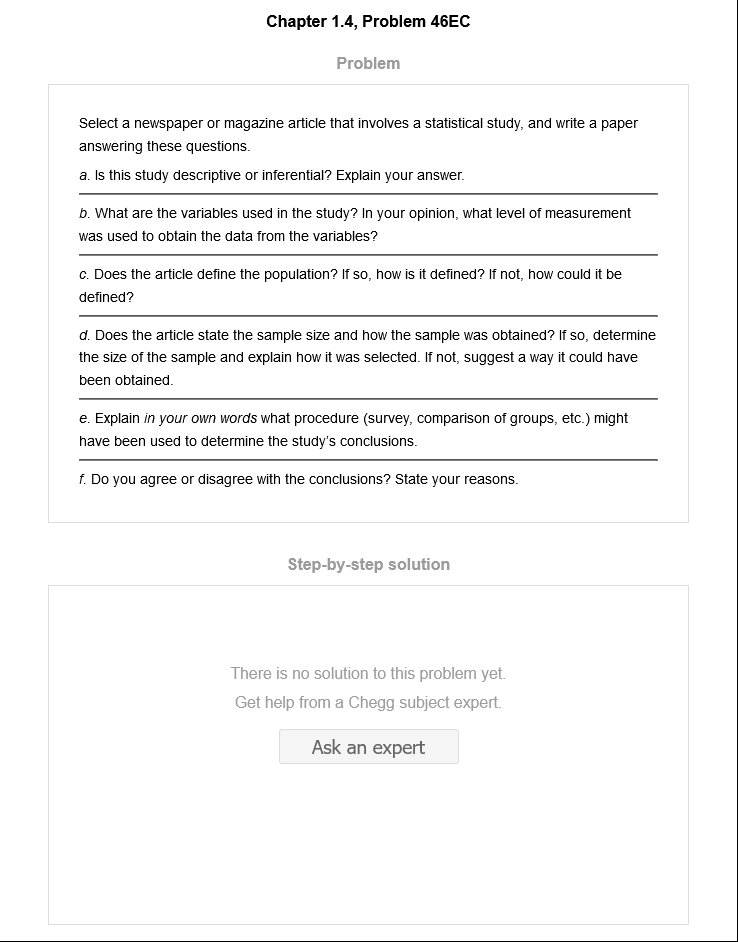 Chapter 1.4, Problem 46EC
Problem
Select a newspaper or magazine article that involves a statistical study, and write a paper
answering these questions.
a. Is this study descriptive or inferential? Explain your answer.
b. What are the variables used in the study? In your opinion, what level of measurement
was used to obtain the data from the variables?
c. Does the article define the population? If so, how is it defined? If not, how could it be
defined?
d. Does the article state the sample size and how the sample was obtained? If so, determine
the size of the sample and explain how it was selected. If not, suggest a way it could have
been obtained.
e. Explain in your own words what procedure (survey, comparison of groups, etc.) might
have been used to determine the study’s conclusions.
f. Do you agree or disagree with the conclusions? State your reasons.
Step-by-step solution
There is no solution to this problem yet.
Get help from a Chegg subject expert.
Ask an expert